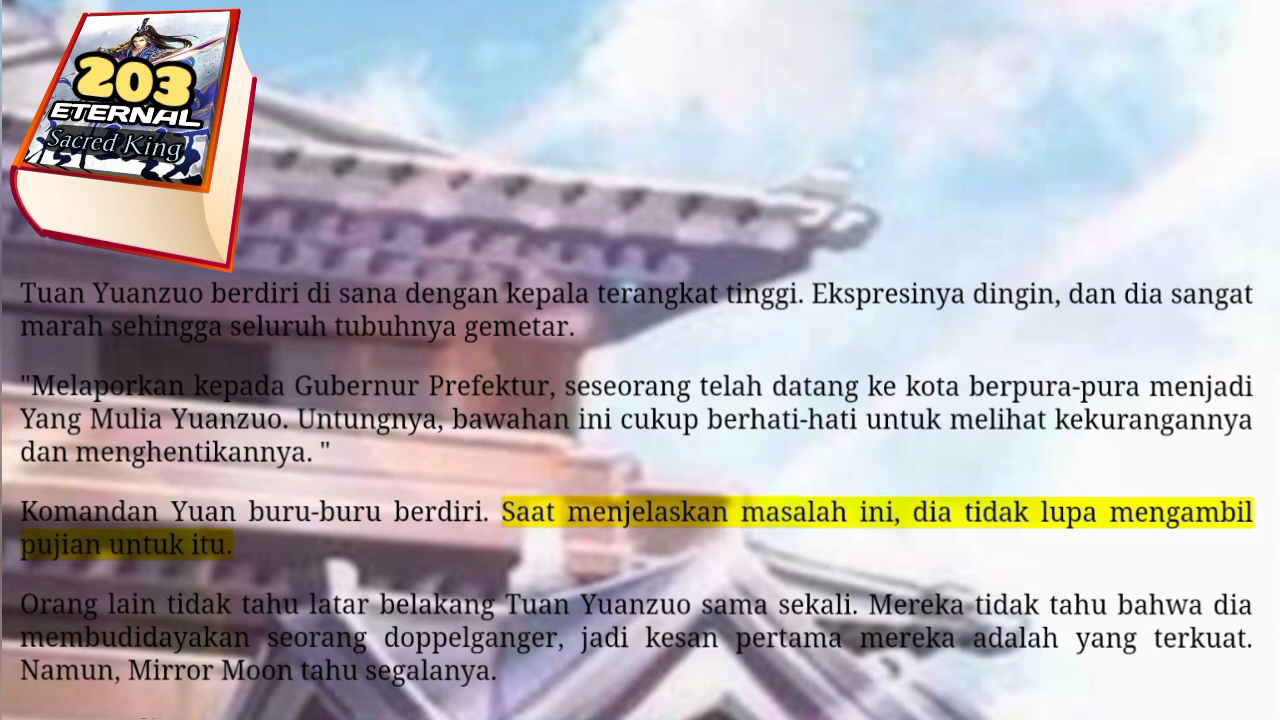 203
ETERNAL
Sacred King
Tuan Yuanzuo berdiri di sana dengan kepala terangkat tinggi. Ekspresinya dingin, dan dia sangat
marah sehingga seluruh tubuhnya gemetar.
"Melaporkan kepada Gubernur Prefektur, seseorang telah datang ke kota berpura-pura menjadi
Yang Mulia Yuanzuo. Untungnya, bawahan ini cukup berhati-hati untuk melihat kekurangannya
dan menghentikannya. "
Komandan Yuan buru-buru berdiri. Saat menjelaskan masalah ini, dia tidak lupa mengambil
pujian untuk itu.
Orang lain tidak tahu latar belakang Tuan Yuanzuo sama sekali. Mereka tidak tahu bahwa dia
membudidayakan seorang doppelganger, jadi kesan pertama mereka adalah yang terkuat.
Namun, Mirror Moon tahu segalanya.